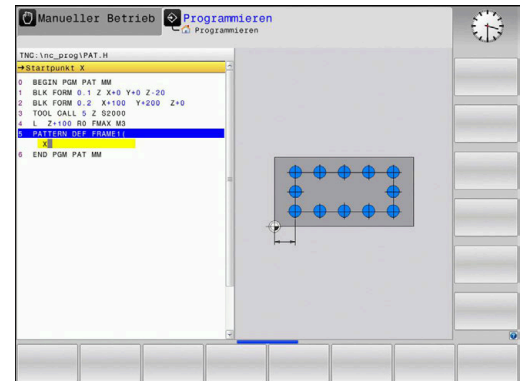 Manueller Betrieb
Programmieren
Programmieren
TNC:\nc_prog\PAT.H
→Startpunkt X
0 BEGIN PGM PAT MM
1 BLK FORM 0.1 Z X+0 Y+0 Z-20
2 BLK FORM 0.2 X+100 Y+200 Z+0
3 TOOL CALL 5 Z S2000
4 L Z+100 R0 FMAX M3
5 PATTERN DEF FRAME1(
X
6 END PGM PAT MM